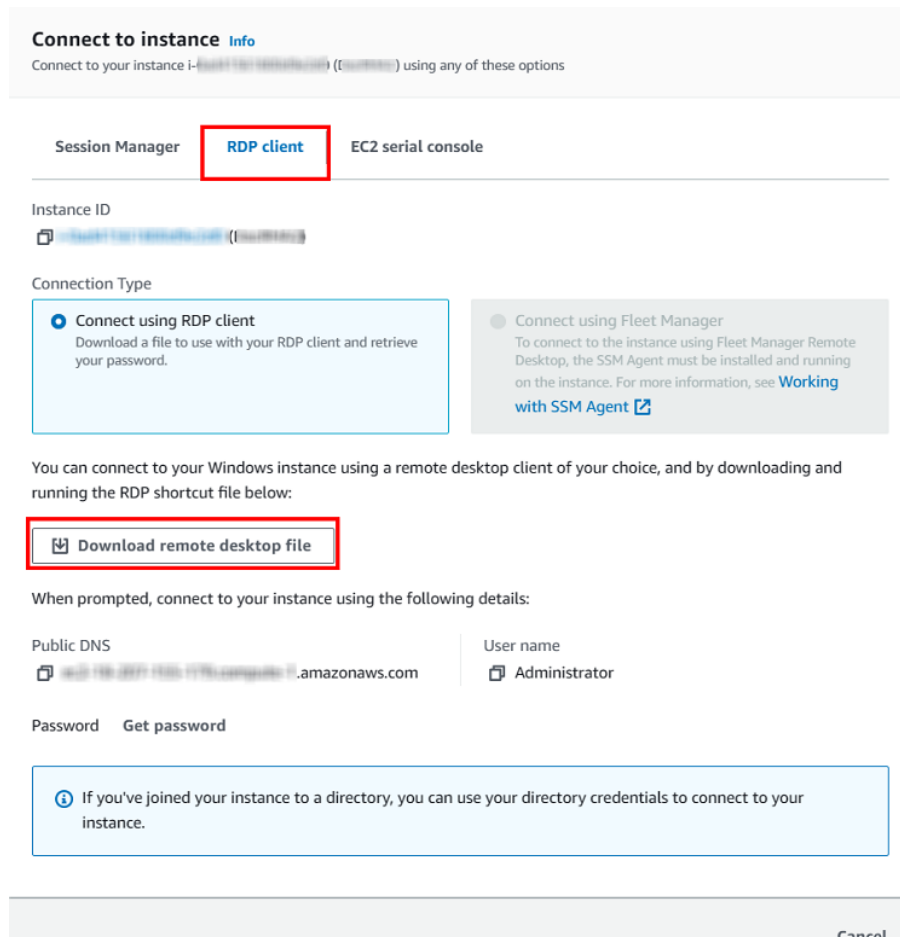 Connect to instance Info
Connect to your instance i- ( ) using any of these options
Session Manager RDP client EC2 serial console
Instance ID
(
Connection Type
Connect using RDP client
Download a file to use with your RDP client and retrieve
your password.
Connect using Fleet Manager
To connect to the instance using Fleet Manager Remote
Desktop, the SSM Agent must be installed and running
on the instance. For more information, see Working
with SSM Agent
You can connect to your Windows instance using a remote desktop client of your choice, and by downloading and
running the RDP shortcut file below:
Download remote desktop file
When prompted, connect to your instance using the following details:
Public DNS
.amazonaws.com
User name
Administrator
Password Get password
If you've joined your instance to a directory, you can use your directory credentials to connect to your
instance.
Cancel